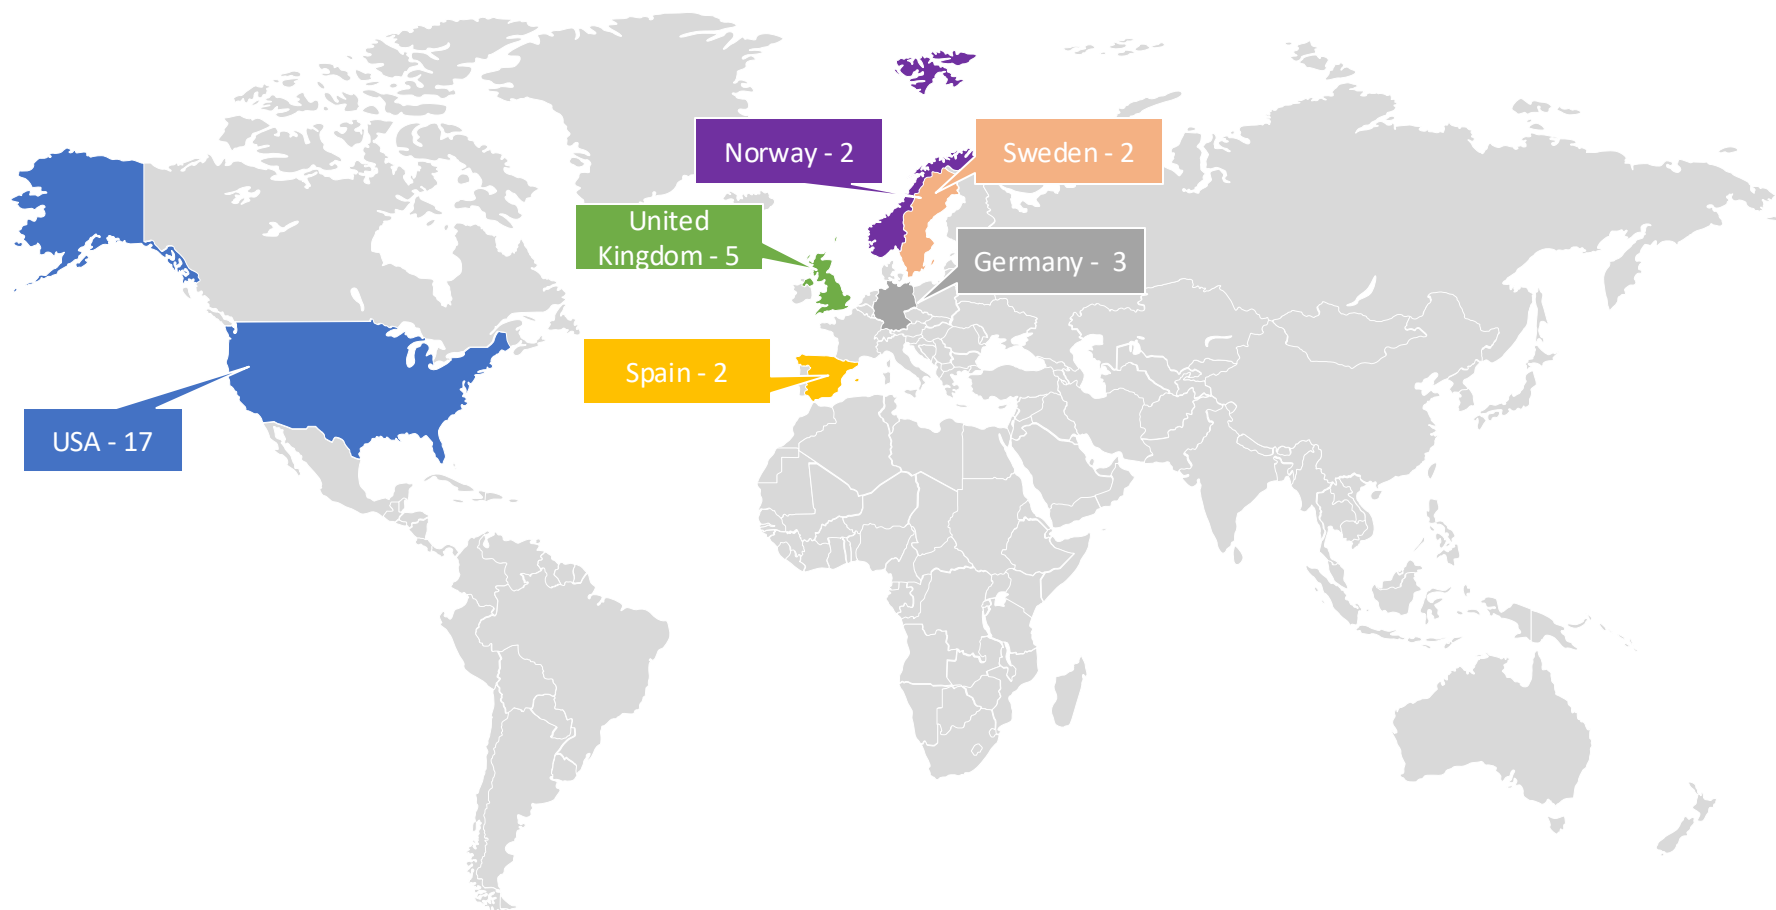 Norway - 2
Sweden - 2
United
Kingdom - 5
Germany -  3
Spain - 2
USA - 17